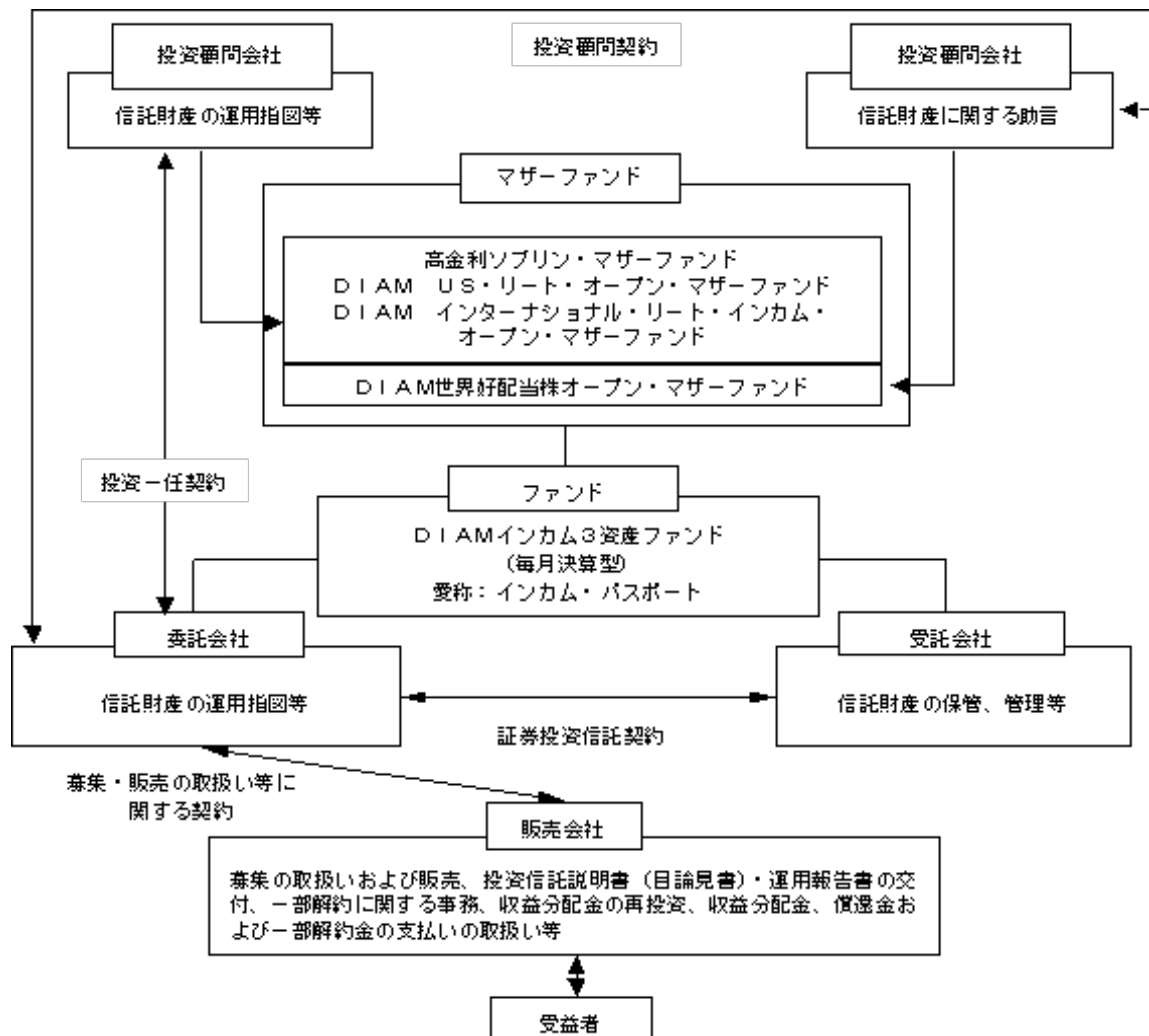 投資顧問会社
信託財産の運用指図等
投資顧問契約
投資顧問会社
信託財産に関する助言
マザーファンド
高金利ソブリン・マザーファンド
ＤＩＡＭ　ＵＳ・リート・オープン・マザーファンド
ＤＩＡＭ　インターナショナル・リート・インカム・
オープン・マザーファンド
ＤＩＡＭ世界好配当株オープン・マザーファンド
投資一任契約
ファンド
ＤＩＡＭインカム３資産ファンド
（毎月決算型）
愛称：インカム・パスポート
委託会社
信託財産の運用指図等
受託会社
信託財産の保管、管理等
証券投資信託契約
募集・販売の取扱い等に
関する契約
販売会社
募集の取扱いおよび販売、投資信託説明書（目論見書）・運用報告書の交
付、一部解約に関する事務、収益分配金の再投資、収益分配金、償還金お
よび一部解約金の支払いの取扱い等
受益者